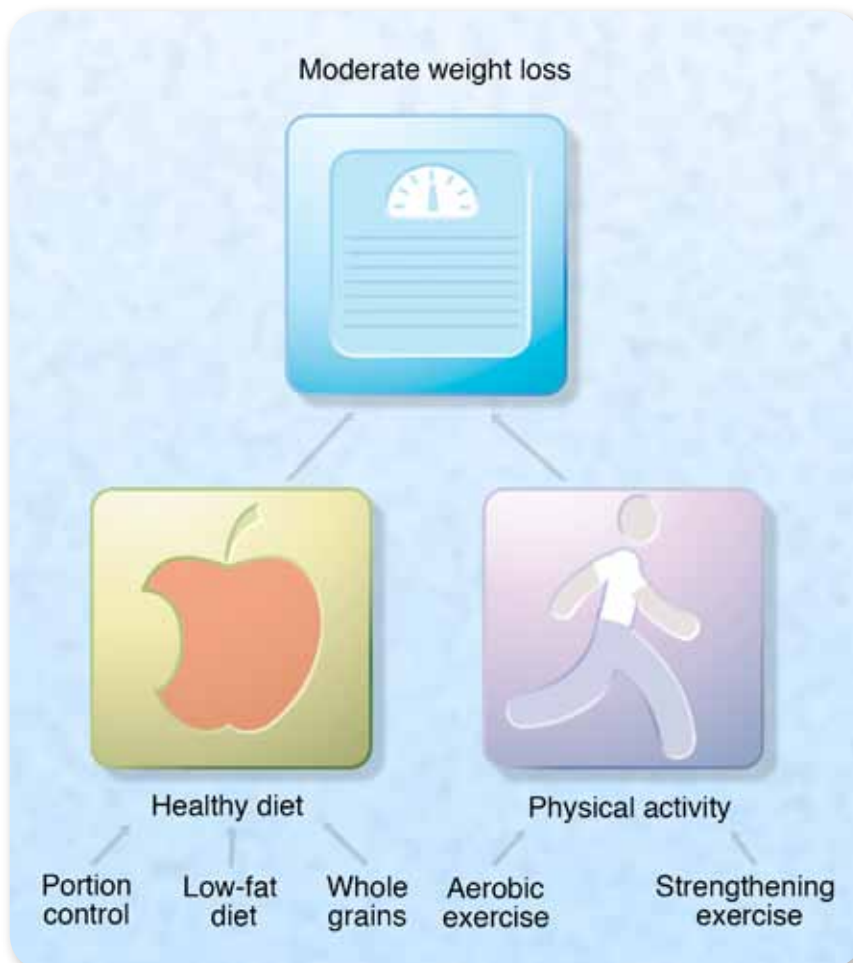 Moderate weight loss
Healthy diet
Physical activity
Portion
control
Low-fat
diet
Whole
grains
Aerobic
exercise
Strengthening
exercise